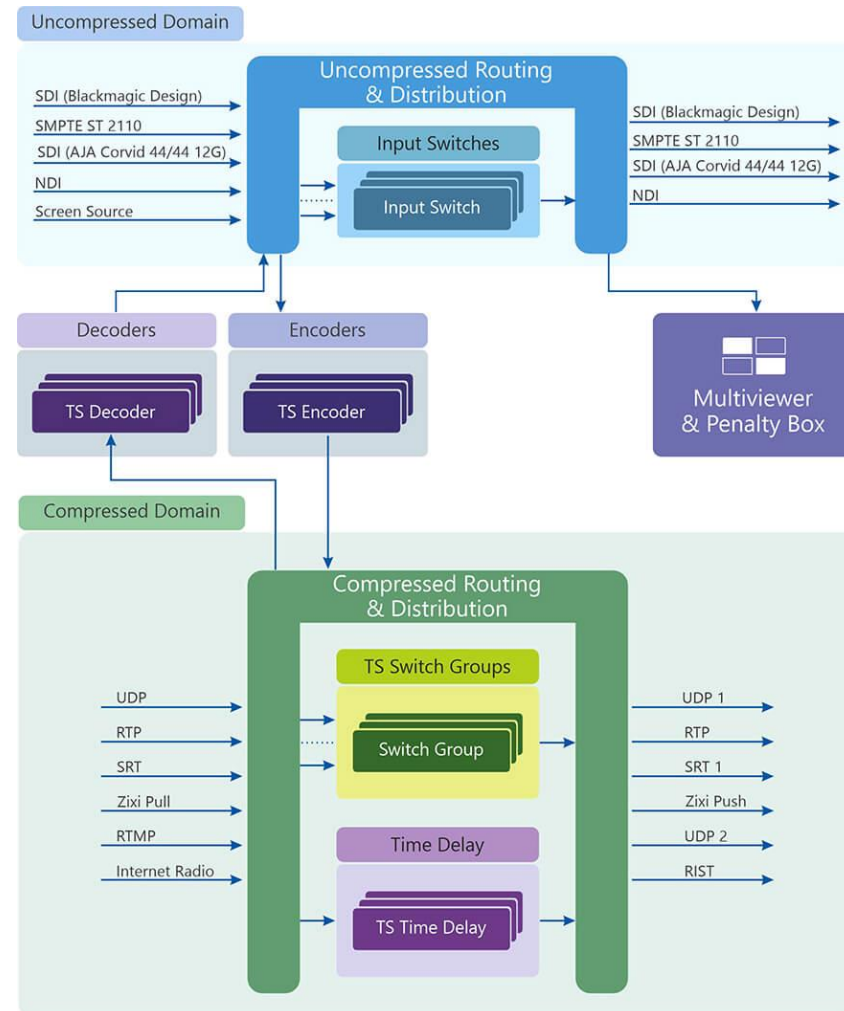 Uncompressed Domain
Uncompressed Routing
& Distribution
SDI (Blackmagic Design)
SMPTE ST 2110
SDI (AJA Corvid 44/44 12G)
NDI
Screen Source
Input Switches
Input Switch
SDI (Blackmagic Design)
SMPTE ST 2110
SDI (AJA Corvid 44/44 12G)
NDI
Decoders
TS Decoder
Encoders
TS Encoder
Multiviewer
& Penalty Box
Compressed Domain
Compressed Routing
& Distribution
UDP
RTP
SRT
Zixi Pull
RTMP
Internet Radio
TS Switch Groups
Switch Group
Time Delay
TS Time Delay
UDP 1
RTP
SRT 1
Zixi Push
UDP 2
RIST